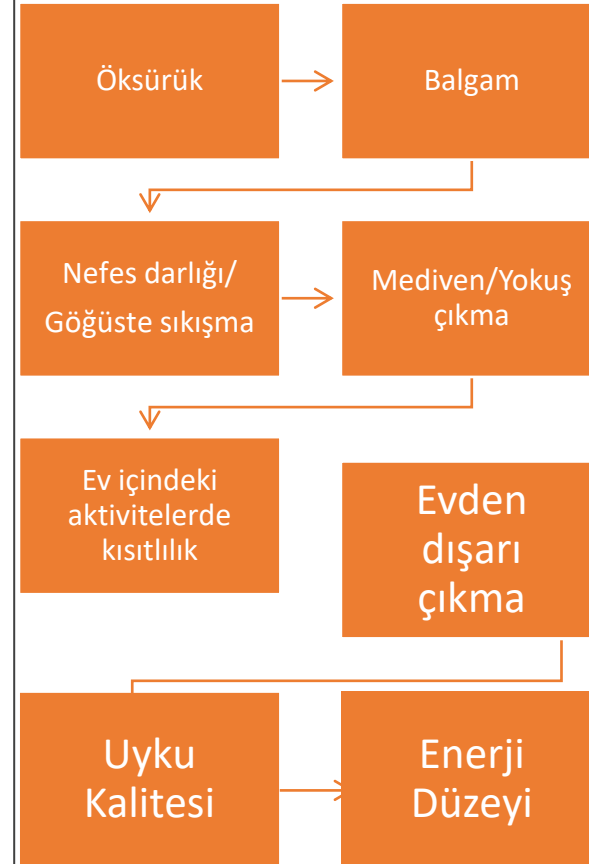 Öksürük
Balgam
Nefes darlığı/
Göğüste sıkışma
Mediven/Yokuş
çıkma
Ev içindeki
aktivitelerde
kısıtlılık
Evden
dışarı
çıkma
Uyku
Kalitesi
Enerji
Düzeyi